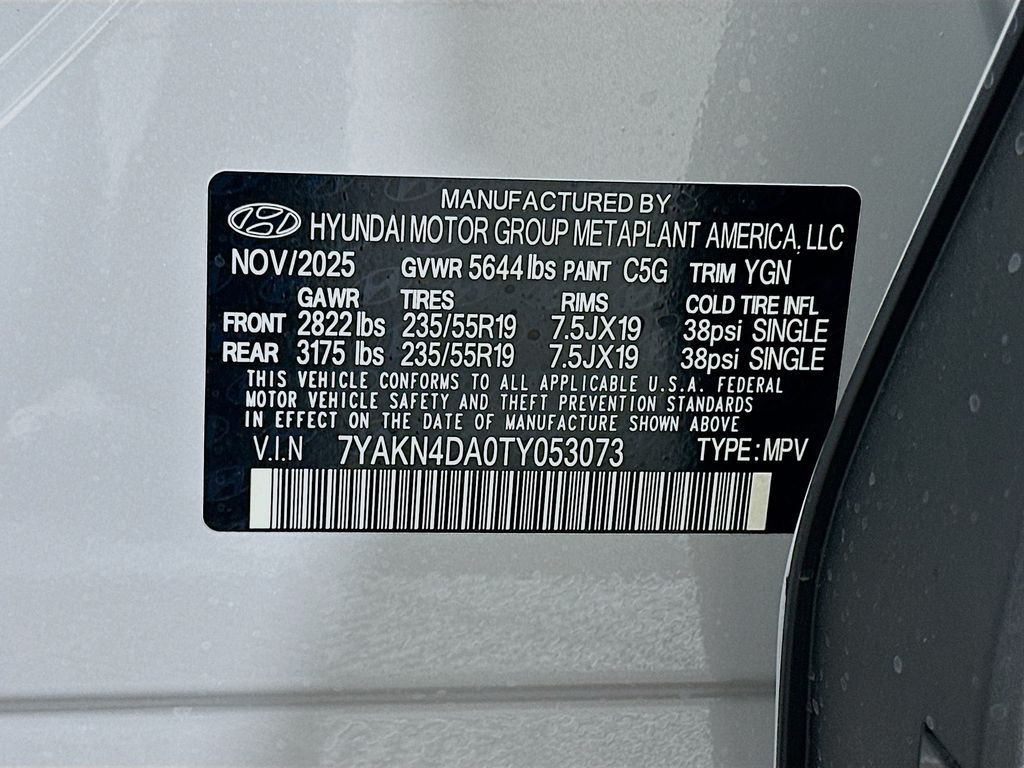 MANUFACTURED BY
HYUNDAI MOTOR GROUP METAPLANT AMERICA, LLC
NOV/2025 GVWR 5644 lbs PAINT C5G TRIM YGN
GAWR TIRES RIMS COLD TIRE INFL
FRONT 2822 lbs 235/55R19 7.5JX19 38psi SINGLE
REAR 3175 lbs 235/55R19 7.5JX19 38psi SINGLE
THIS VEHICLE CONFORMS TO ALL APPLICABLE U.S.A. FEDERAL
MOTOR VEHICLE SAFETY AND THEFT PREVENTION STANDARDS
IN EFFECT ON THE DATE OF MANUFACTURE SHOWN ABOVE
V.I.N 7YAKN4DA0TY053073 TYPE:MPV